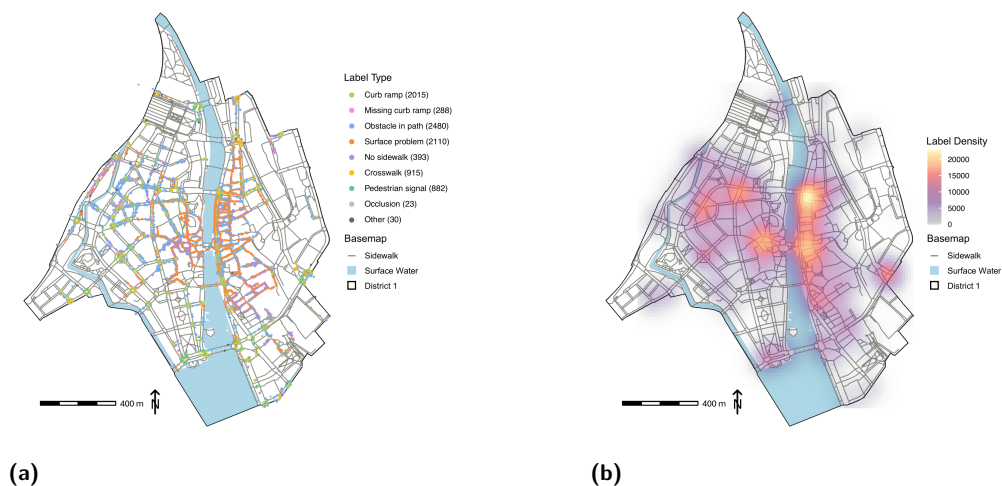 Label Type
Curb ramp (2015)
Missing curb ramp (288)
Obstacle in path (2480)
Surface problem (2110)
No sidewalk (393)
Crosswalk (915)
Pedestrian signal (882)
Occlusion (23)
Other (30)
Basemap
Sidewalk
Surface Water
District 1
400 m
N
(a)
Label Density
20000
15000
10000
5000
0
Basemap
Sidewalk
Surface Water
District 1
400 m
N
(b)